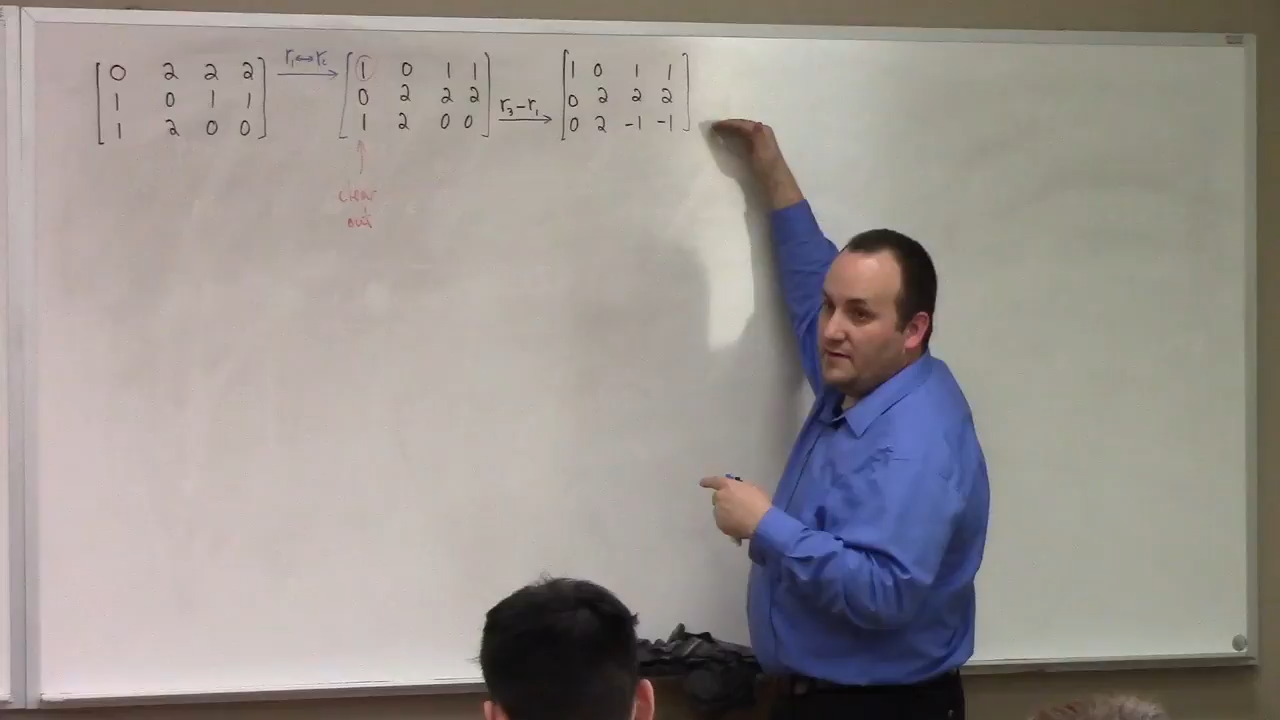 [0 2 2 2] r₁↔r₂ [1 0 1 1] [1 0 1 1]
[1 0 1 1] [0 2 2 2] r₃-r₁ [0 2 2 2]
[1 2 0 0] [1 2 0 0] [0 2 -1 -1]
↑
clear
out